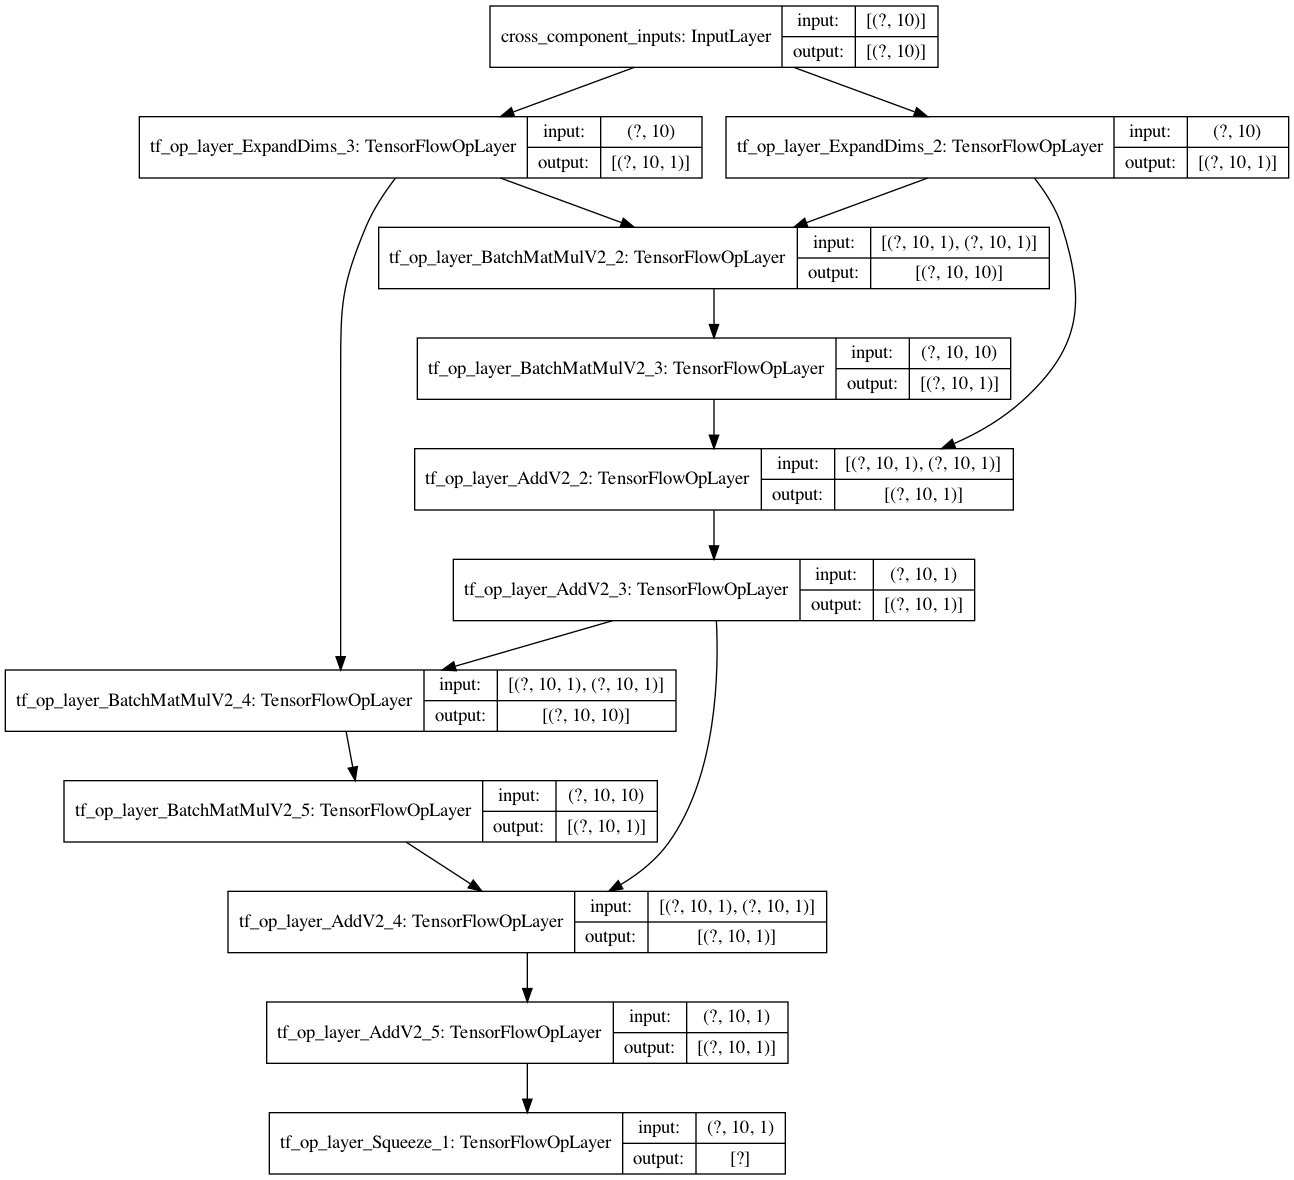 cross_component_inputs: InputLayer
input: [(?, 10)]
output: [(?, 10)]
tf_op_layer_ExpandDims_3: TensorFlowOpLayer
input: (?, 10)
output: [(?, 10, 1)]
tf_op_layer_ExpandDims_2: TensorFlowOpLayer
input: (?, 10)
output: [(?, 10, 1)]
tf_op_layer_BatchMatMulV2_2: TensorFlowOpLayer
input: [(?, 10, 1), (?, 10, 1)]
output: [(?, 10, 10)]
tf_op_layer_BatchMatMulV2_3: TensorFlowOpLayer
input: (?, 10, 10)
output: [(?, 10, 1)]
tf_op_layer_AddV2_2: TensorFlowOpLayer
input: [(?, 10, 1), (?, 10, 1)]
output: [(?, 10, 1)]
tf_op_layer_AddV2_3: TensorFlowOpLayer
input: (?, 10, 1)
output: [(?, 10, 1)]
tf_op_layer_BatchMatMulV2_4: TensorFlowOpLayer
input: [(?, 10, 1), (?, 10, 1)]
output: [(?, 10, 10)]
tf_op_layer_BatchMatMulV2_5: TensorFlowOpLayer
input: (?, 10, 10)
output: [(?, 10, 1)]
tf_op_layer_AddV2_4: TensorFlowOpLayer
input: [(?, 10, 1), (?, 10, 1)]
output: [(?, 10, 1)]
tf_op_layer_AddV2_5: TensorFlowOpLayer
input: (?, 10, 1)
output: [(?, 10, 1)]
tf_op_layer_Squeeze_1: TensorFlowOpLayer
input: (?, 10, 1)
output: [?]